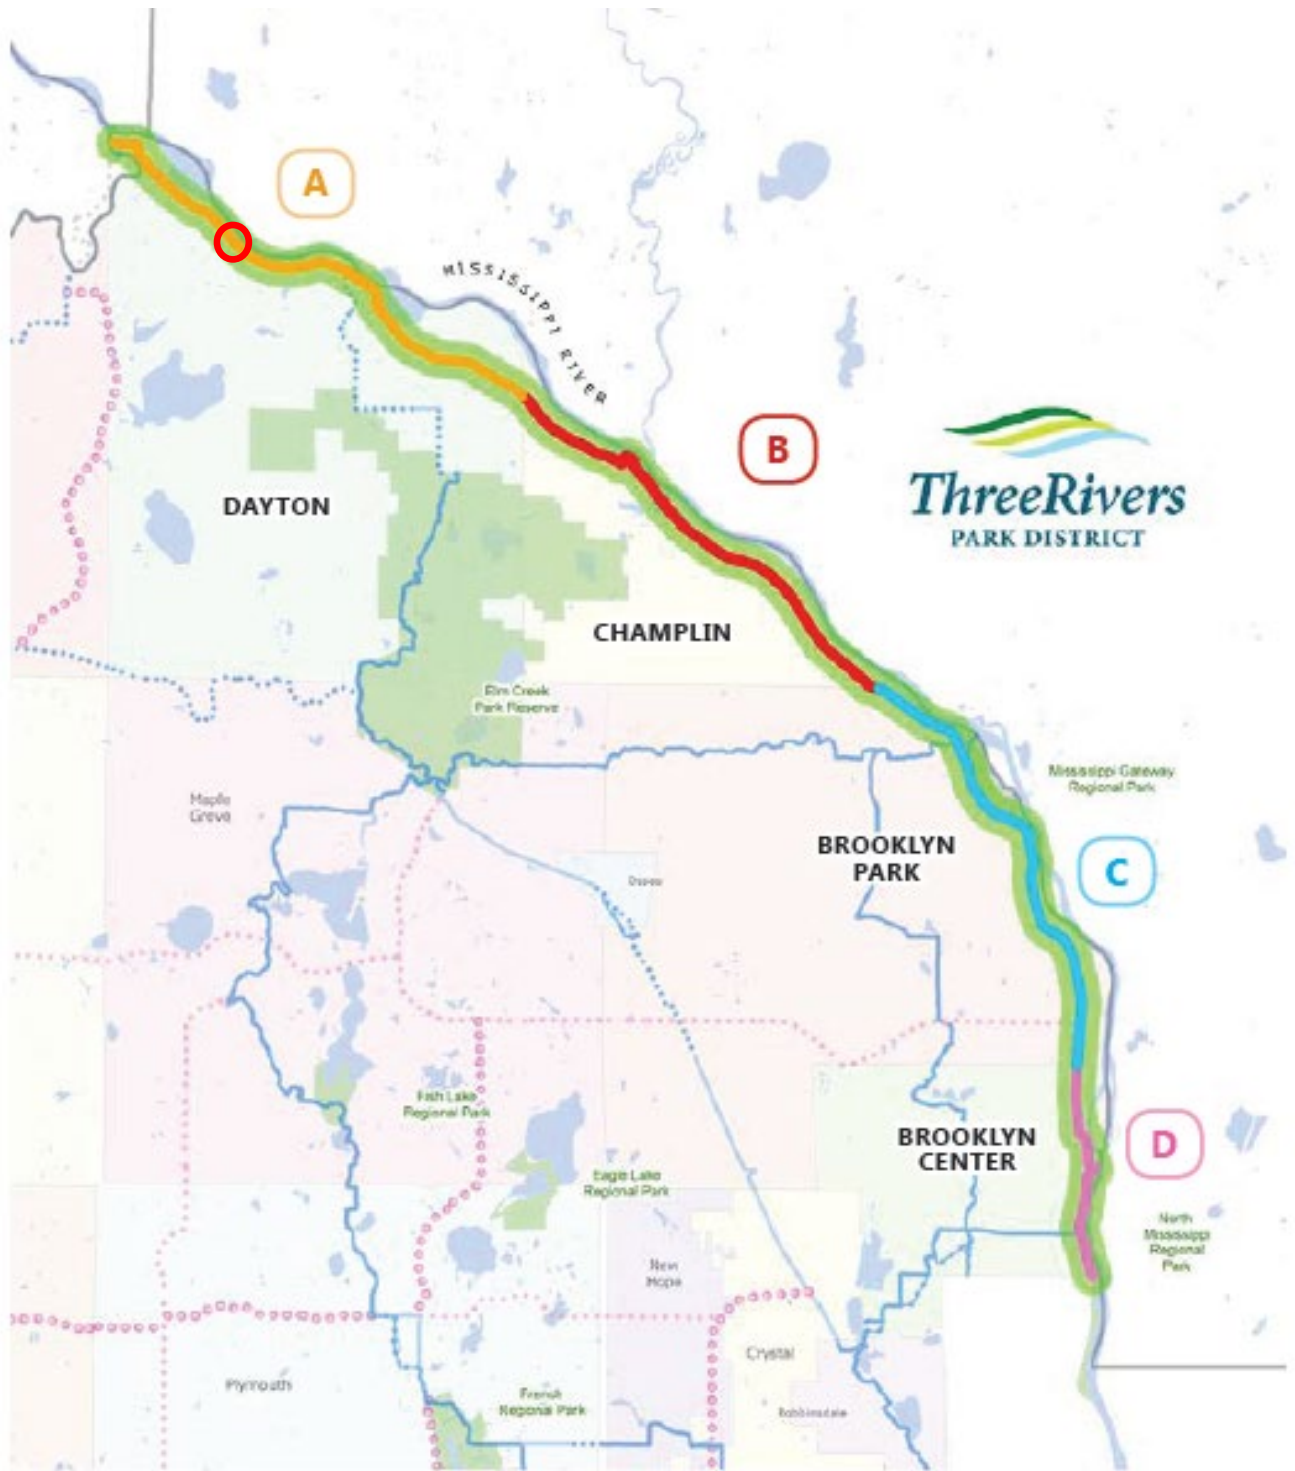 A
MISSISSIPPI RIVER
B
ThreeRivers
PARK DISTRICT
DAYTON
CHAMPLIN
Elm Creek
Park Reserve
Mississippi Gateway
Regional Park
Maple
Grove
BROOKLYN
PARK
C
Osseo
Fish Lake
Regional Park
BROOKLYN
CENTER
D
Eagle Lake
Regional Park
North
Mississippi
Regional
Park
New
Hope
Crystal
Plymouth
French
Regional Park
Robbinsdale